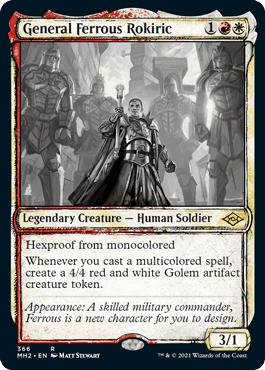 General Ferrous Rokiric 1
Legendary Creature — Human Soldier
Hexproof from monocolored
Whenever you cast a multicolored spell,
create a 4/4 red and white Golem artifact
creature token.
Appearance: A skilled military commander,
Ferrous is a new character for you to design.
3/1
366 R
MH2 • EN Matt Stewart
™ & © 2021 Wizards of the Coast